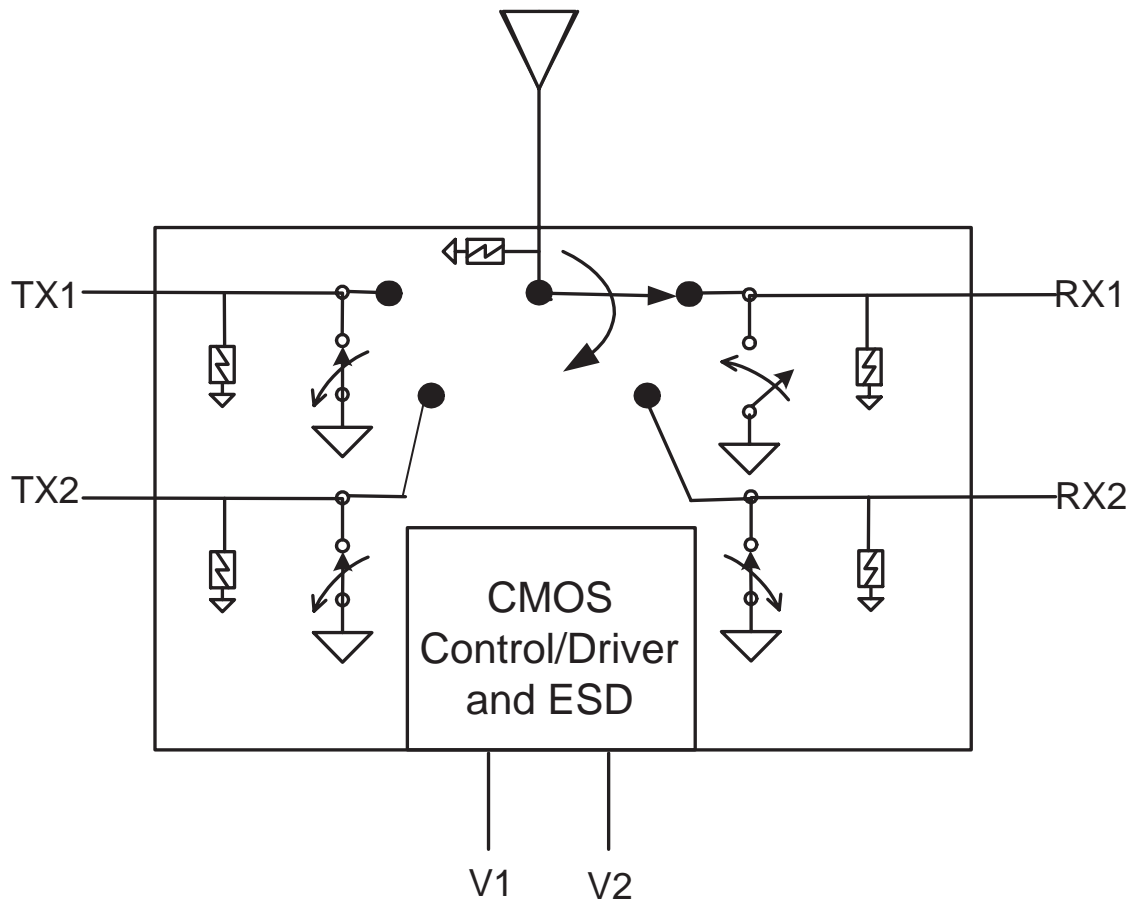 TX1
RX1
TX2
RX2
CMOS
Control/Driver
and ESD
V1
V2